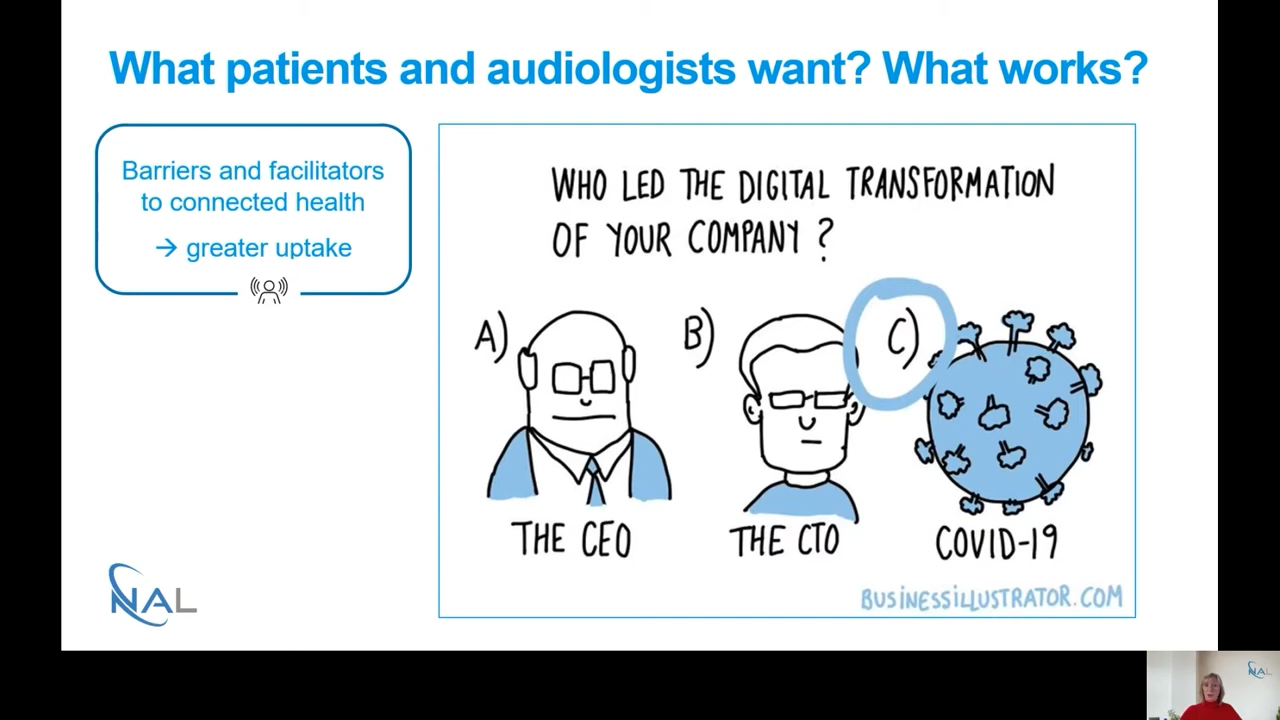 What patients and audiologists want? What works?
Barriers and facilitators
to connected health
→ greater uptake
WHO LED THE DIGITAL TRANSFORMATION
OF YOUR COMPANY?
A)
B)
C)
THE CEO
THE CTO
COVID-19
BUSINESSILLUSTRATOR.COM
NAL
NAL